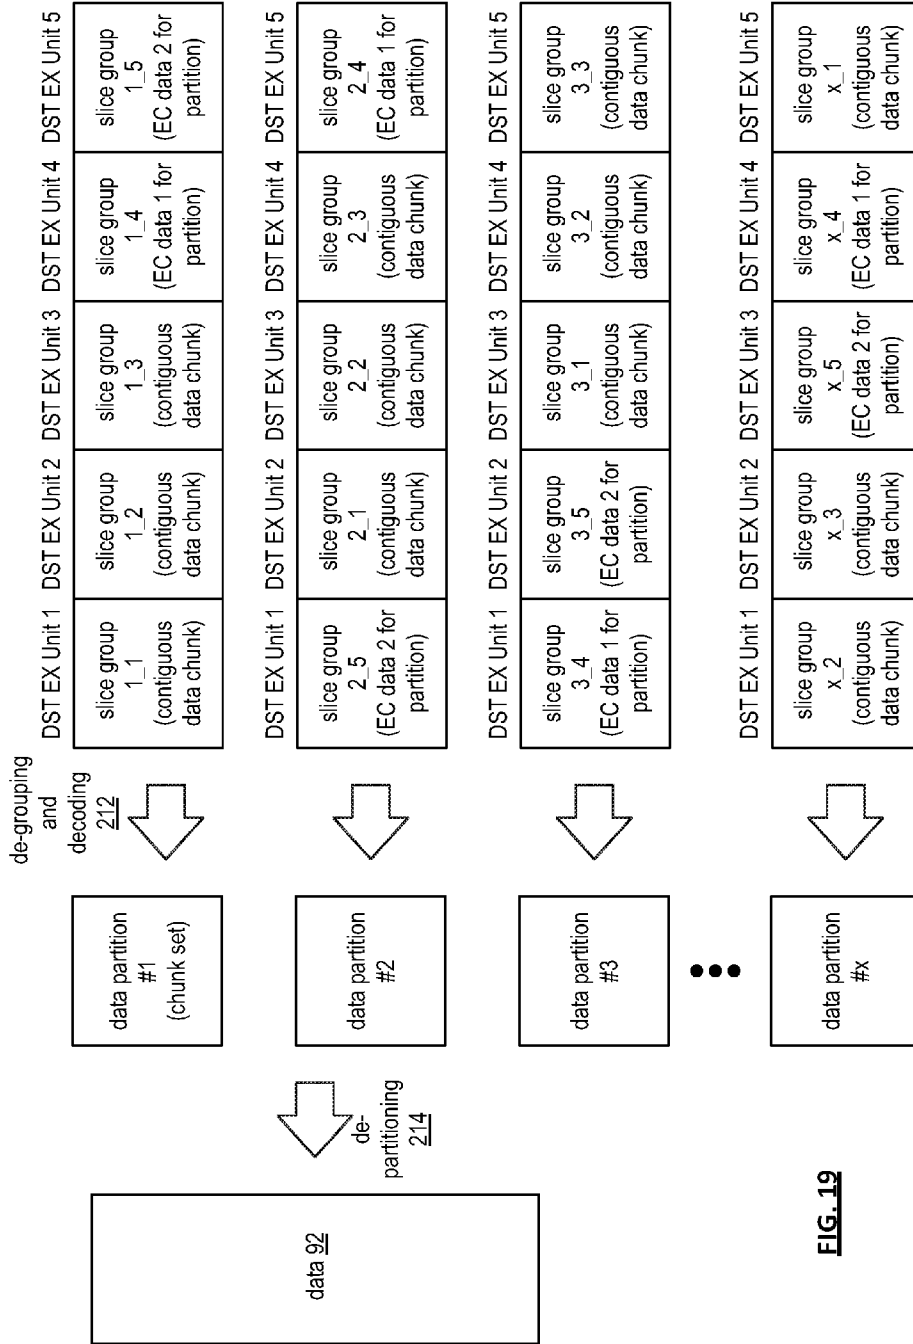 data 92
de-
partitioning
214
data partition
#1
(chunk set)
de-grouping
and
decoding
212
DST EX Unit 1
DST EX Unit 2
DST EX Unit 3
DST EX Unit 4
DST EX Unit 5
slice group
1_1
(contiguous
data chunk)
slice group
1_2
(contiguous
data chunk)
slice group
1_3
(contiguous
data chunk)
slice group
1_4
(EC data 1 for
partition)
slice group
1_5
(EC data 2 for
partition)
data partition
#2
DST EX Unit 1
DST EX Unit 2
DST EX Unit 3
DST EX Unit 4
DST EX Unit 5
slice group
2_5
(EC data 2 for
partition)
slice group
2_1
(contiguous
data chunk)
slice group
2_2
(contiguous
data chunk)
slice group
2_3
(contiguous
data chunk)
slice group
2_4
(EC data 1 for
partition)
data partition
#3
DST EX Unit 1
DST EX Unit 2
DST EX Unit 3
DST EX Unit 4
DST EX Unit 5
slice group
3_4
(EC data 1 for
partition)
slice group
3_5
(EC data 2 for
partition)
slice group
3_1
(contiguous
data chunk)
slice group
3_2
(contiguous
data chunk)
slice group
3_3
(contiguous
data chunk)
data partition
#x
DST EX Unit 1
DST EX Unit 2
DST EX Unit 3
DST EX Unit 4
DST EX Unit 5
slice group
x_2
(contiguous
data chunk)
slice group
x_3
(contiguous
data chunk)
slice group
x_5
(EC data 2 for
partition)
slice group
x_4
(EC data 1 for
partition)
slice group
x_1
(contiguous
data chunk)
FIG. 19